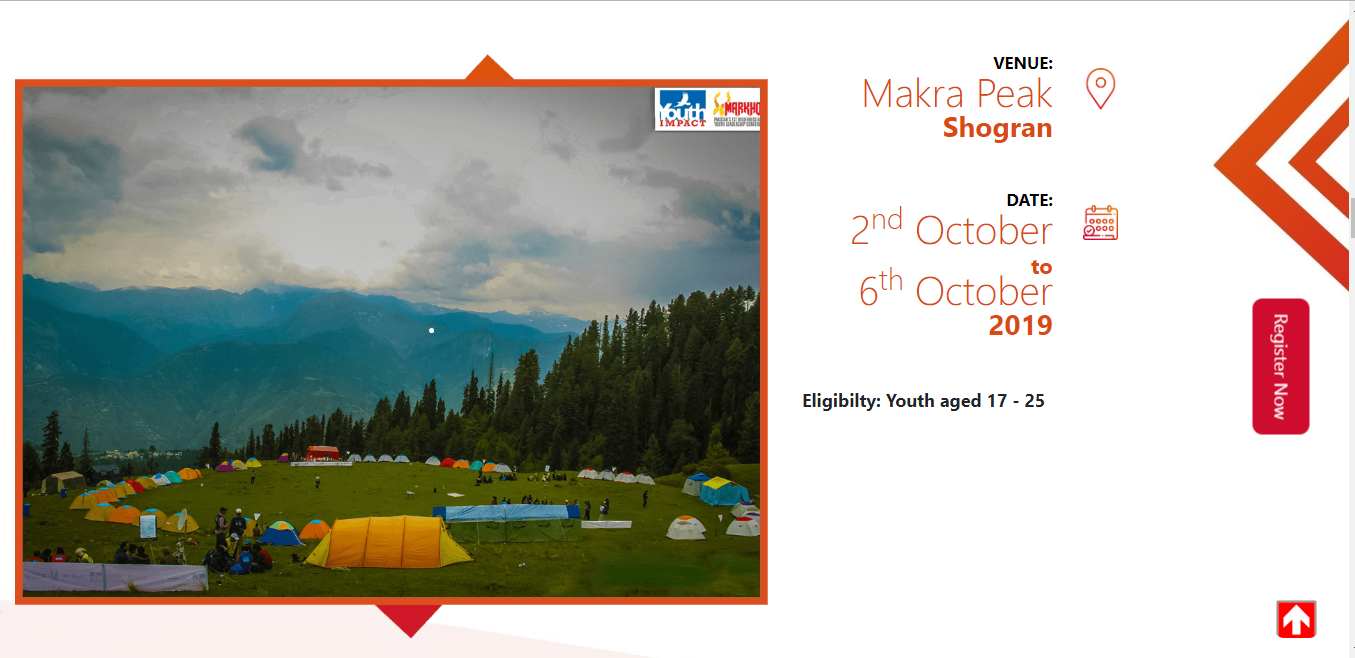 Youth
IMPACT
MARKHO
VENUE:
Makra Peak
Shogran
DATE:
2nd October
to
6th October
2019
Eligibilty: Youth aged 17 - 25
Register Now